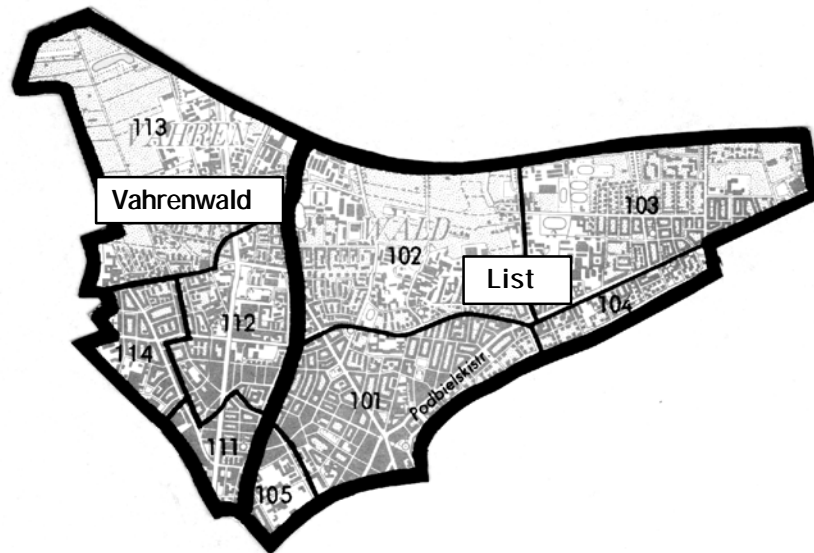 113
VAHREN-
Vahrenwald
103
WALD
102
List
104
112
114
Podbielskistr
101
111
105